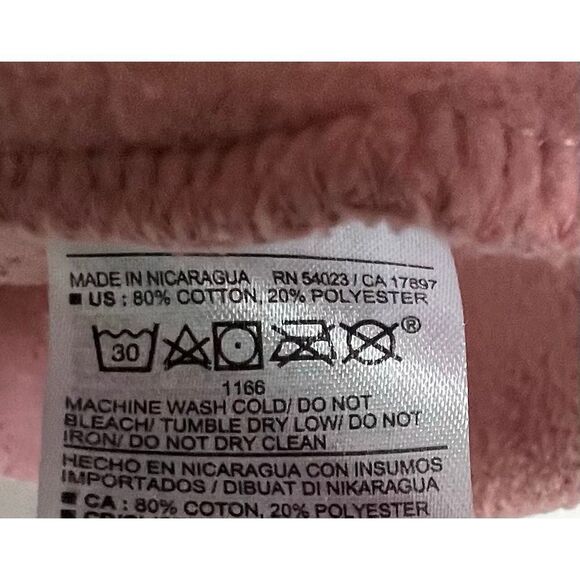 MADE IN NICARAGUA RN 54023 / CA 17897
■ US : 80% COTTON, 20% POLYESTER
30 ®
1166
MACHINE WASH COLD/ DO NOT
BLEACH/ TUMBLE DRY LOW/ DO NOT
IRON/ DO NOT DRY CLEAN
HECHO EN NICARAGUA CON INSUMOS
IMPORTADOS / DIBUAT DI NIKARAGUA
■ CA : 80% COTON, 20% POLYESTER